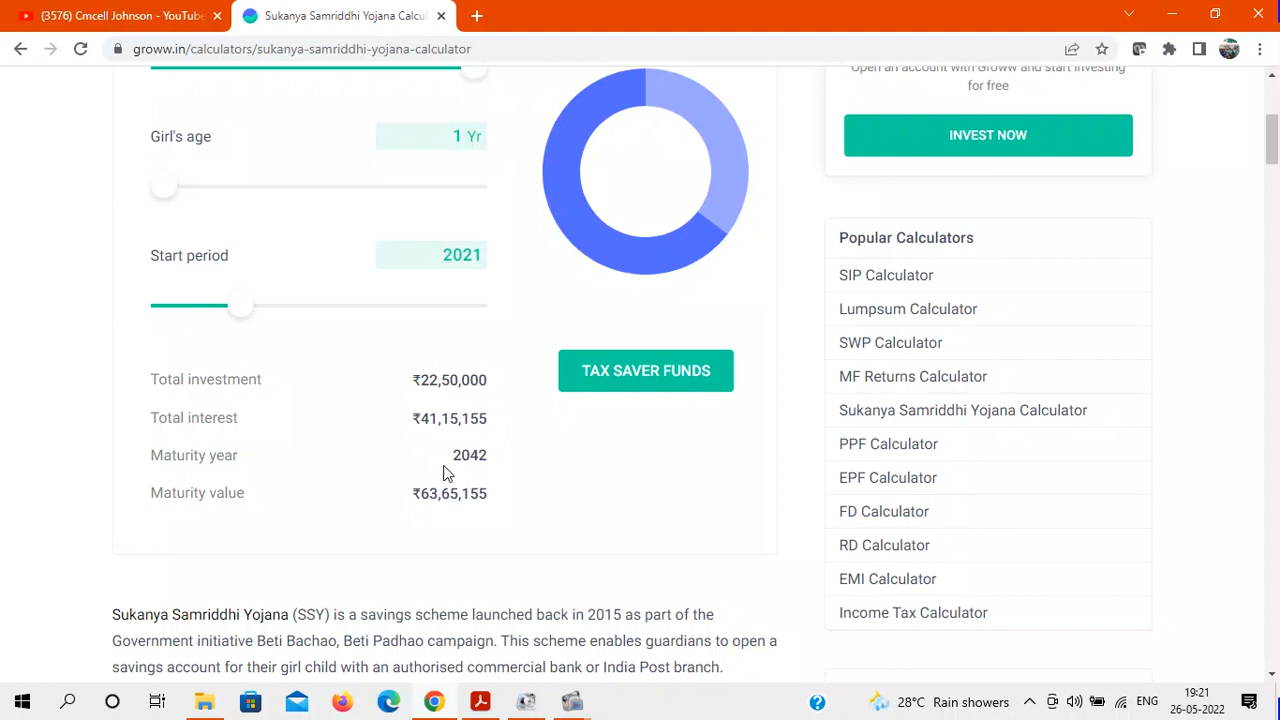 (3576) Cmcell Johnson - YouTube
Sukanya Samriddhi Yojana Calcul
groww.in/calculators/sukanya-samriddhi-yojana-calculator
Girl's age
1 Yr
Start period
2021
Total investment
₹22,50,000
Total interest
₹41,15,155
Maturity year
2042
Maturity value
₹63,65,155
TAX SAVER FUNDS
Open an account with Groww and start investing
for free
INVEST NOW
Popular Calculators
SIP Calculator
Lumpsum Calculator
SWP Calculator
MF Returns Calculator
Sukanya Samriddhi Yojana Calculator
PPF Calculator
EPF Calculator
FD Calculator
RD Calculator
EMI Calculator
Income Tax Calculator
Sukanya Samriddhi Yojana (SSY) is a savings scheme launched back in 2015 as part of the
Government initiative Beti Bachao, Beti Padhao campaign. This scheme enables guardians to open a
savings account for their girl child with an authorised commercial bank or India Post branch.
28°C Rain showers
ENG
19:21
26-05-2022